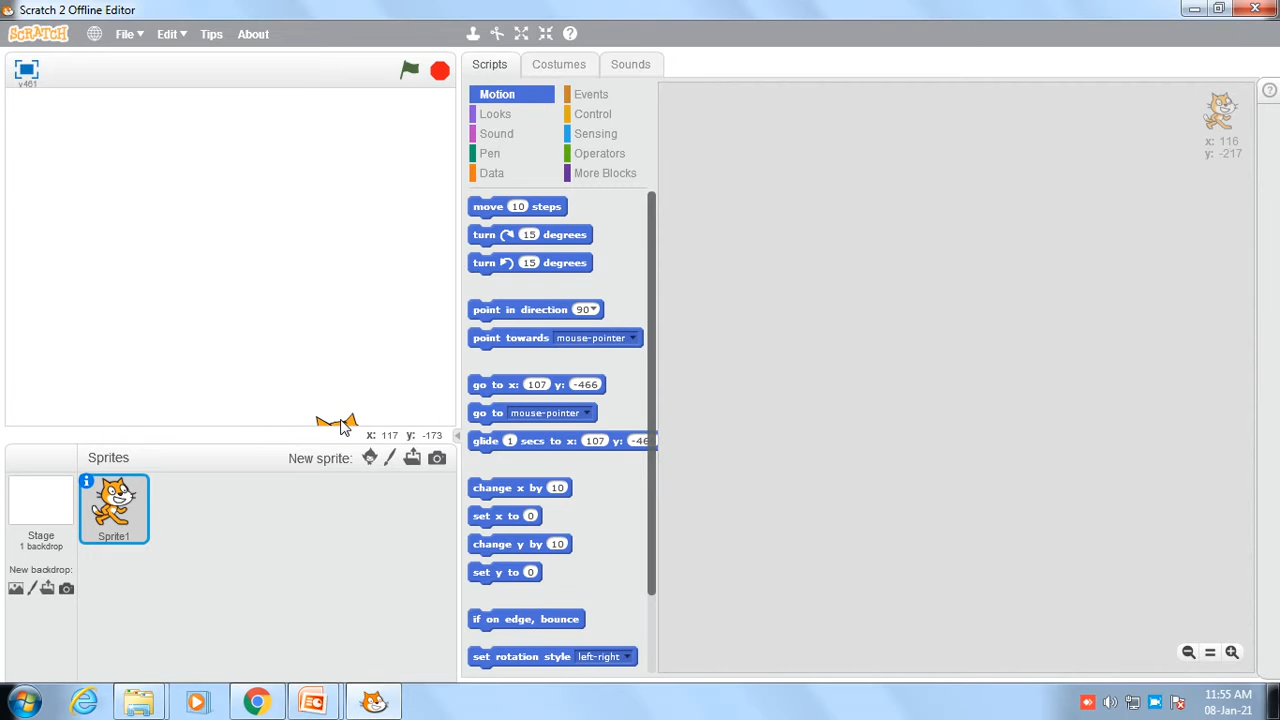 Scratch 2 Offline Editor
SCRATCH File Edit Tips About
v461
Scripts Costumes Sounds
Motion Events
Looks Control
Sound Sensing
Pen Operators
Data More Blocks
x: 116
y: -217
move 10 steps
turn 15 degrees
turn 15 degrees
point in direction 90
point towards mouse-pointer
go to x: 107 y: -466
go to mouse-pointer
glide 1 secs to x: 107 y: -46
change x by 10
set x to 0
change y by 10
set y to 0
if on edge, bounce
set rotation style left-right
x: 117 y: -173
Sprites New sprite:
Stage
1 backdrop
New backdrop:
Sprite1
11:55 AM
08-Jan-21